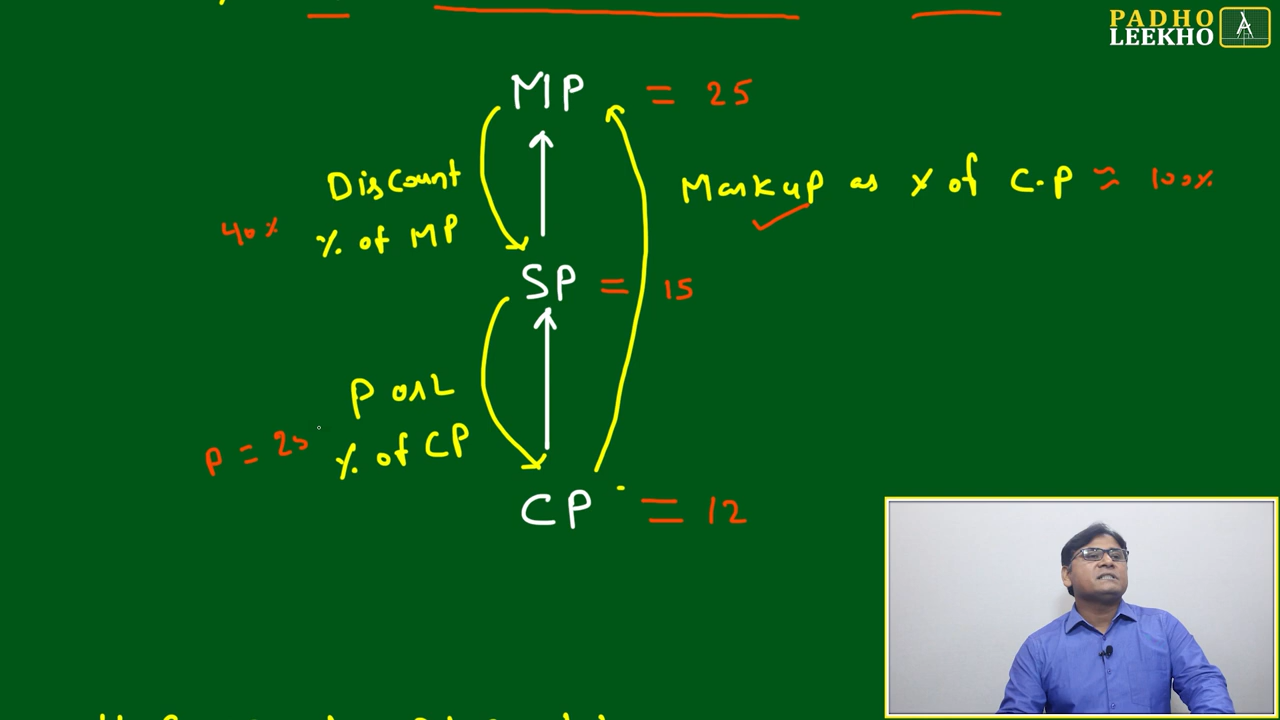 PADHO
LEEKHO
MP = 25
Discount
% of MP
40%
Markup as % of C.P ≈ 100%
SP = 15
P or L
% of CP
P = 25
CP = 12